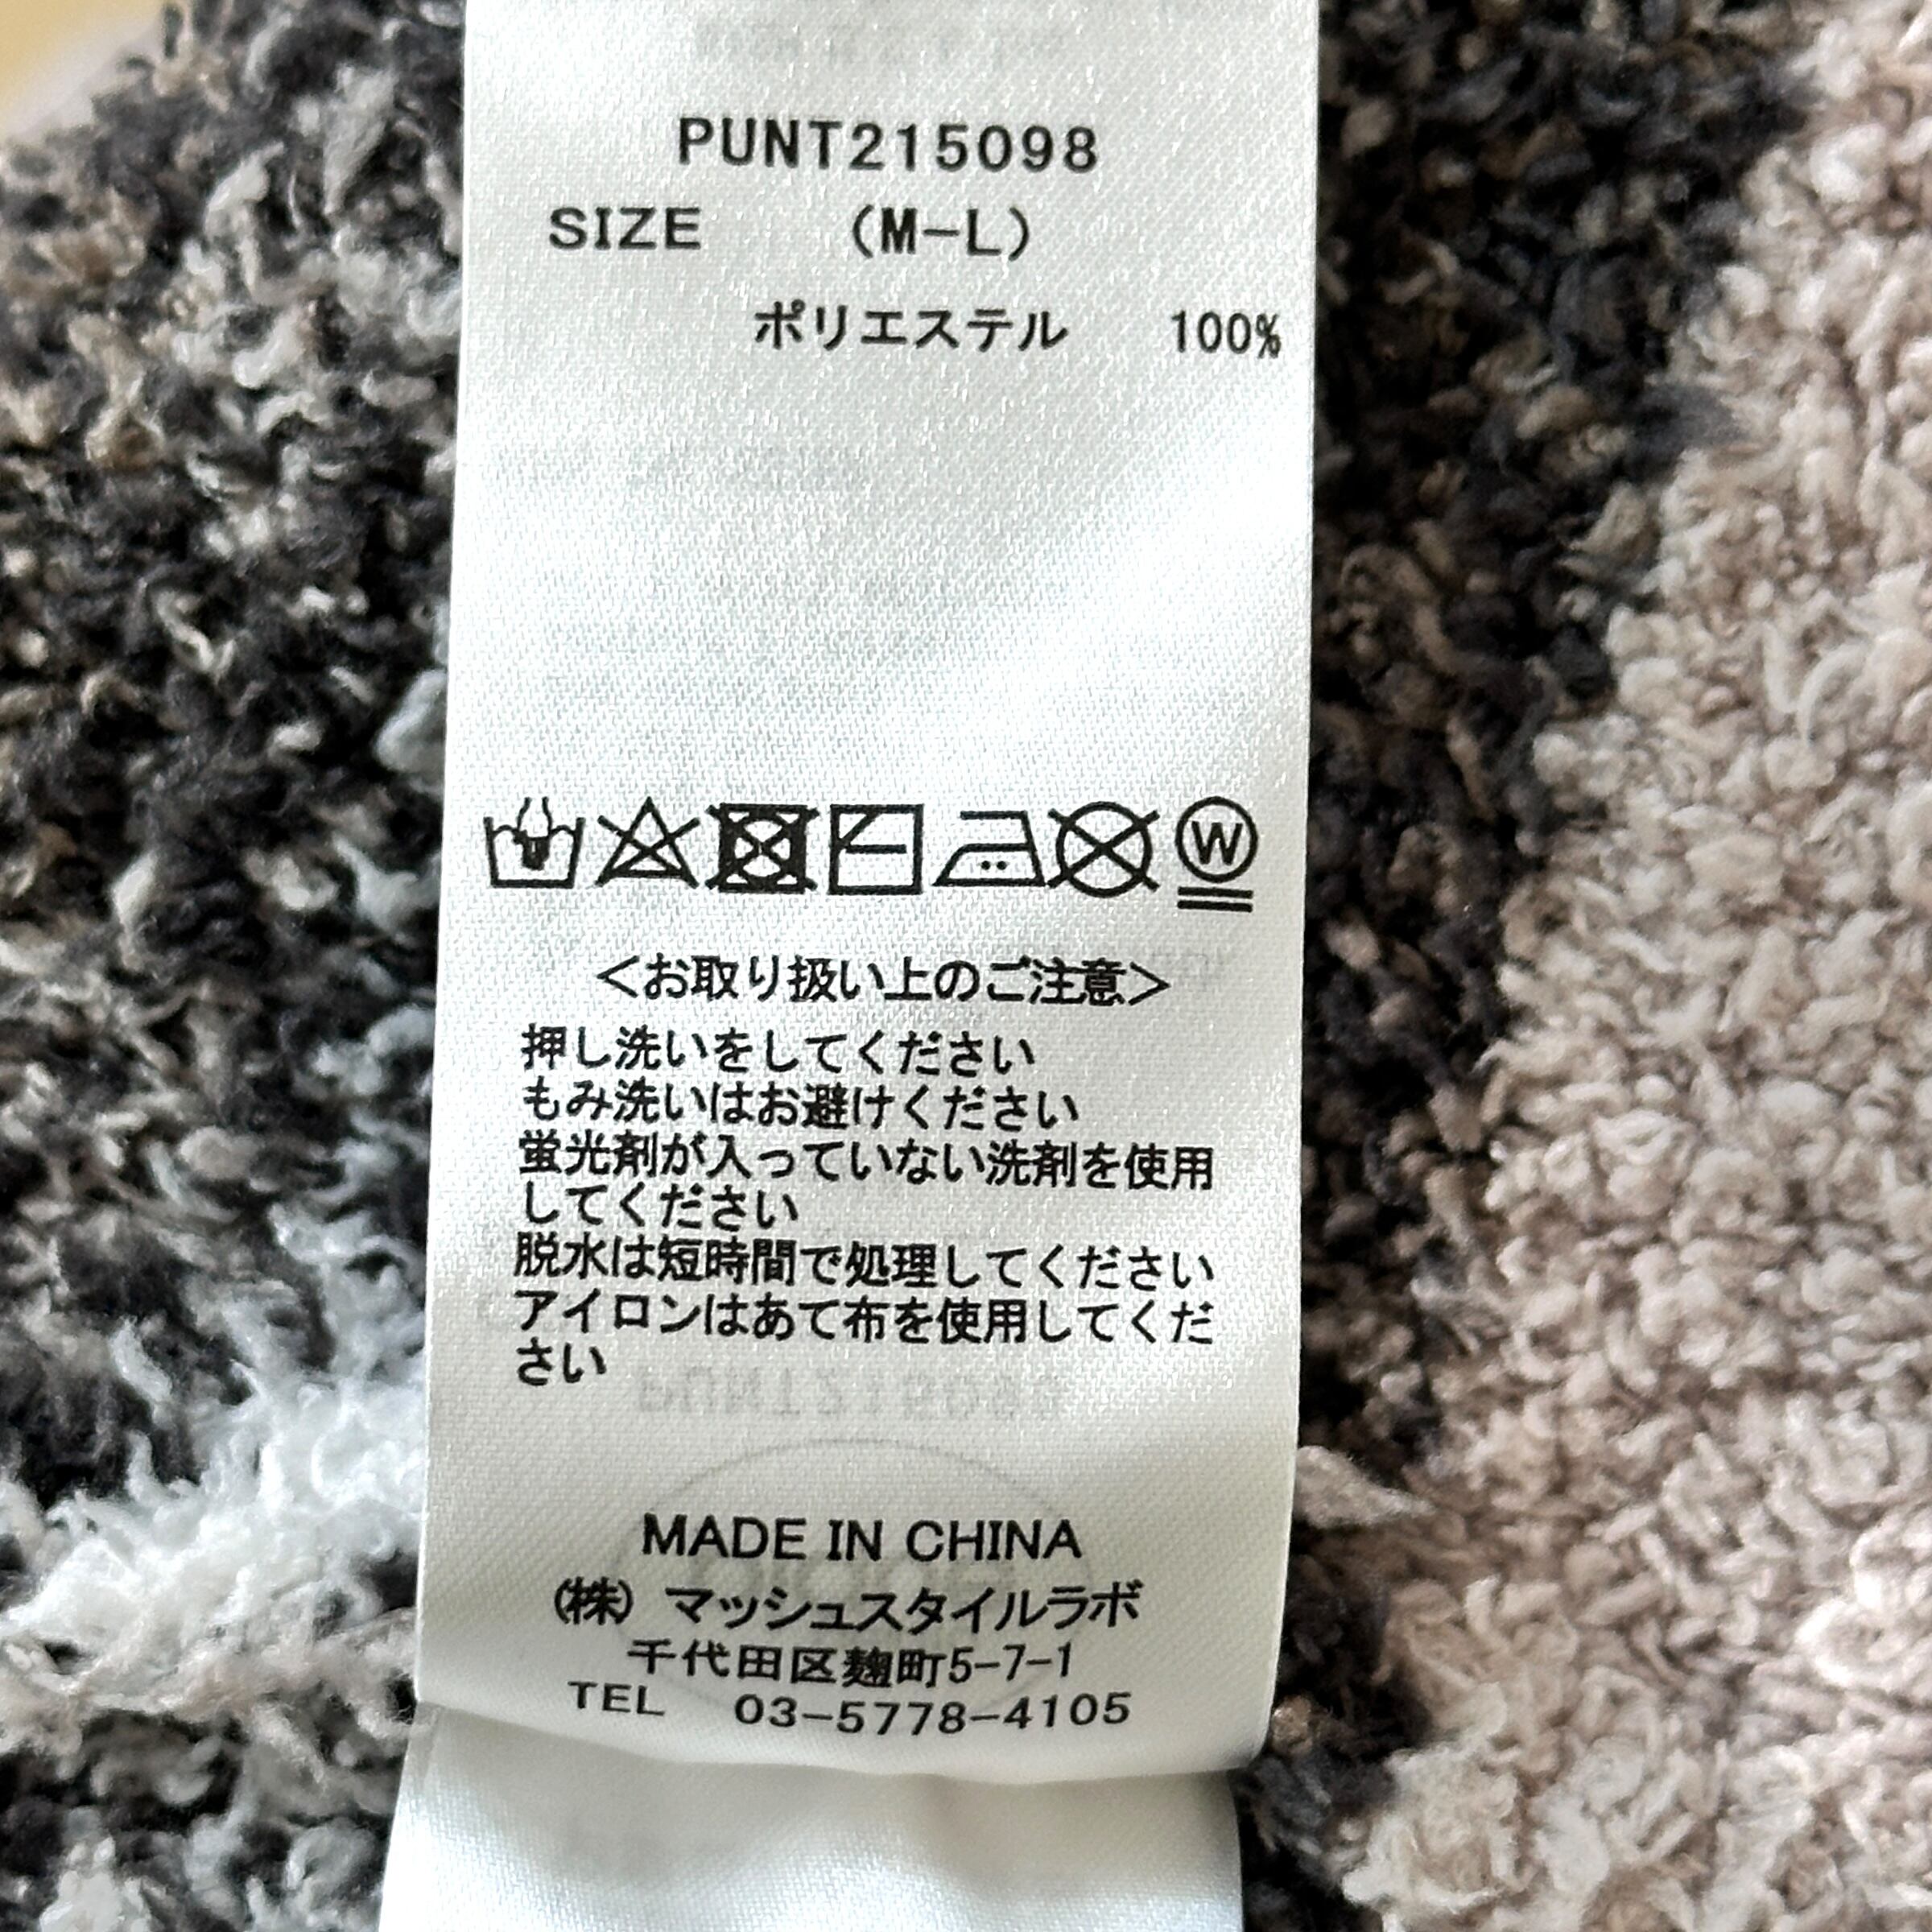 PUNT215098
SIZE (M-L)
ポリエステル 100%
W
<お取り扱い上のご注意>
押し洗いをしてください
もみ洗いはお避けください
蛍光剤が入っていない洗剤を使用
してください
脱水は短時間で処理してください
アイロンはあて布を使用してくだ
さい
MADE IN CHINA
(株) マッシュスタイルラボ
千代田区麹町5-7-1
TEL 03-5778-4105